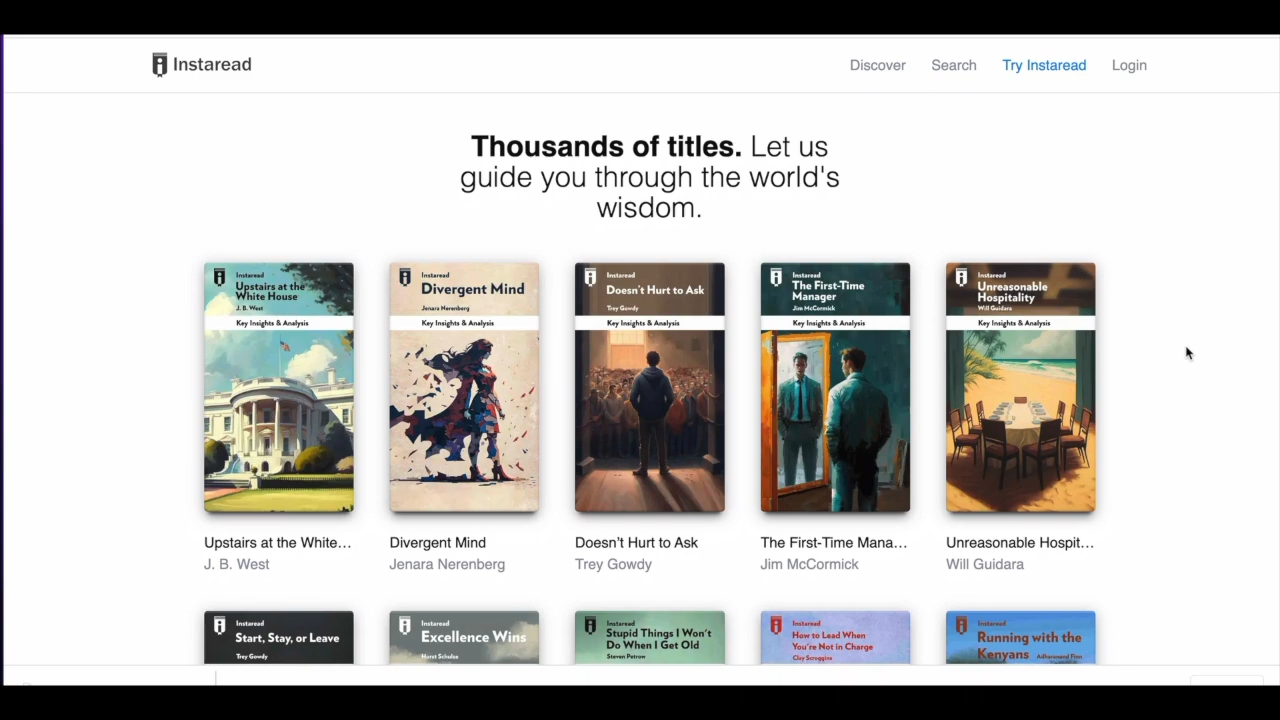 Instaread
Discover
Search
Try Instaread
Login
Thousands of titles. Let us
guide you through the world's
wisdom.
Instaread
Upstairs at the
White House
J. B. West
Key Insights & Analysis
Instaread
Divergent Mind
Jenara Nerenberg
Key Insights & Analysis
Instaread
Doesn't Hurt to Ask
Trey Gowdy
Key Insights & Analysis
Instaread
The First-Time
Manager
Jim McCormick
Key Insights & Analysis
Instaread
Unreasonable
Hospitality
Will Guidara
Key Insights & Analysis
Upstairs at the White…
J. B. West
Divergent Mind
Jenara Nerenberg
Doesn’t Hurt to Ask
Trey Gowdy
The First-Time Mana…
Jim McCormick
Unreasonable Hospit…
Will Guidara
Instaread
Start, Stay, or Leave
Trey Gowdy
Instaread
Excellence Wins
Horst Schulze
Instaread
Stupid Things I Won't
Do When I Get Old
Steven Petrow
Instaread
How to Lead When
You're Not in Charge
Clay Scroggins
Instaread
Running with the
Kenyans
Adharanand Finn